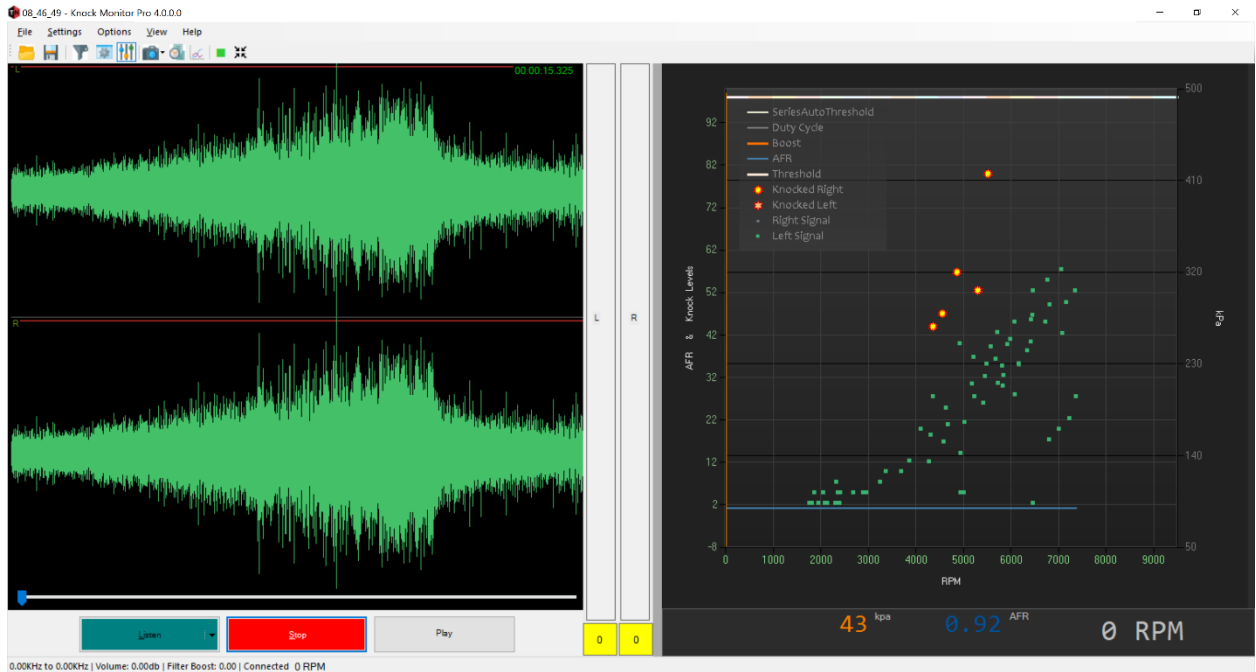 08_46_49 - Knock Monitor Pro 4.0.0.0
File Settings Options View Help
L
00:00:15.325
R
L
R
Listen
Stop
Play
0
0
500
410
320
230
140
50
kPa
92
82
72
62
52
42
32
22
12
2
-8
AFR & Knock Levels
SeriesAutoThreshold
Duty Cycle
Boost
AFR
Threshold
Knocked Right
Knocked Left
Right Signal
Left Signal
0 1000 2000 3000 4000 5000 6000 7000 8000 9000
RPM
43 kpa
0.92 AFR
0 RPM
0.00KHz to 0.00KHz | Volume: 0.00db | Filter Boost: 0.00 | Connected 0 RPM